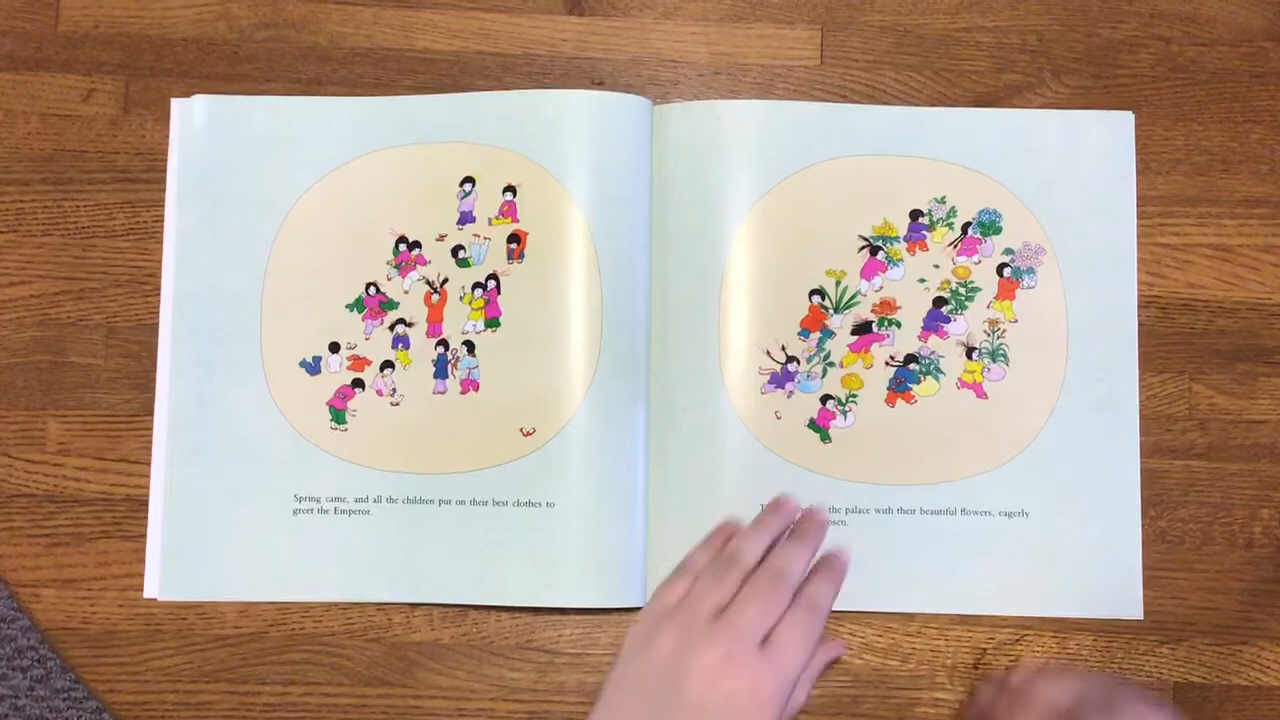 Spring came, and all the children put on their best clothes to
greet the Emperor.
the palace with their beautiful flowers, eagerly